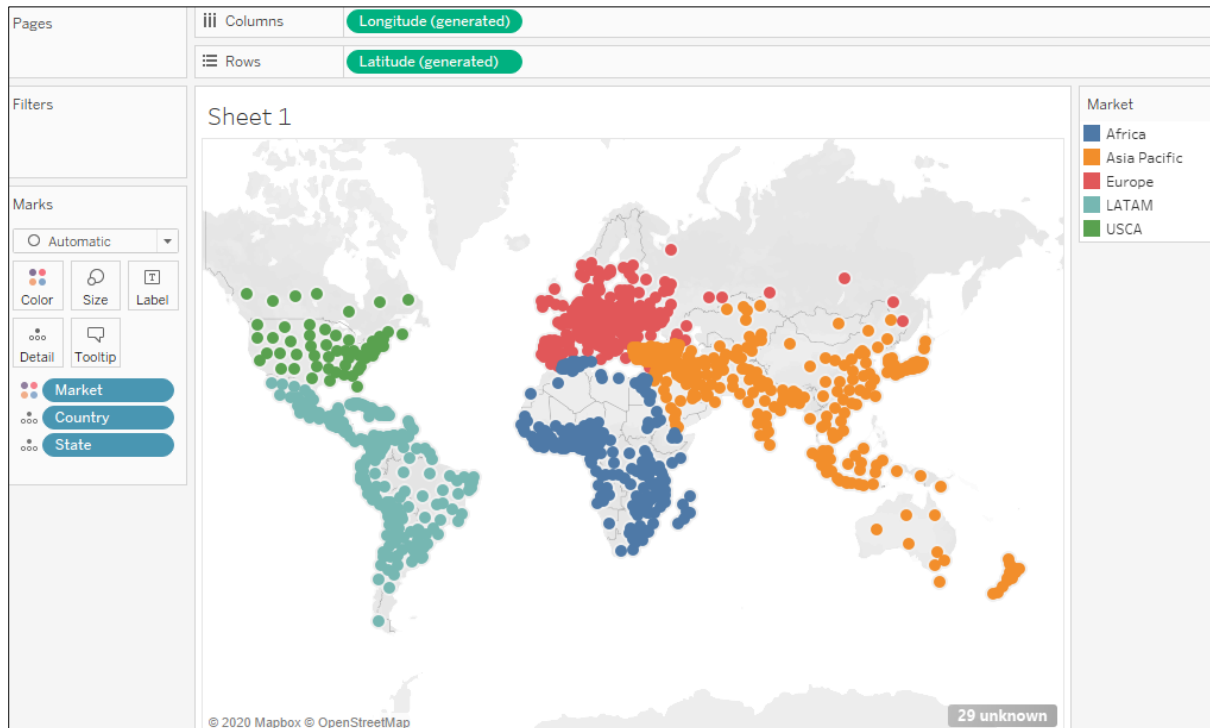 Pages
Columns
Longitude (generated)
Rows
Latitude (generated)
Filters
Sheet 1
Market
Africa
Asia Pacific
Europe
LATAM
USCA
Marks
Automatic
Color
Size
T
Label
Detail
Tooltip
Market
Country
State
© 2020 Mapbox © OpenStreetMap
29 unknown